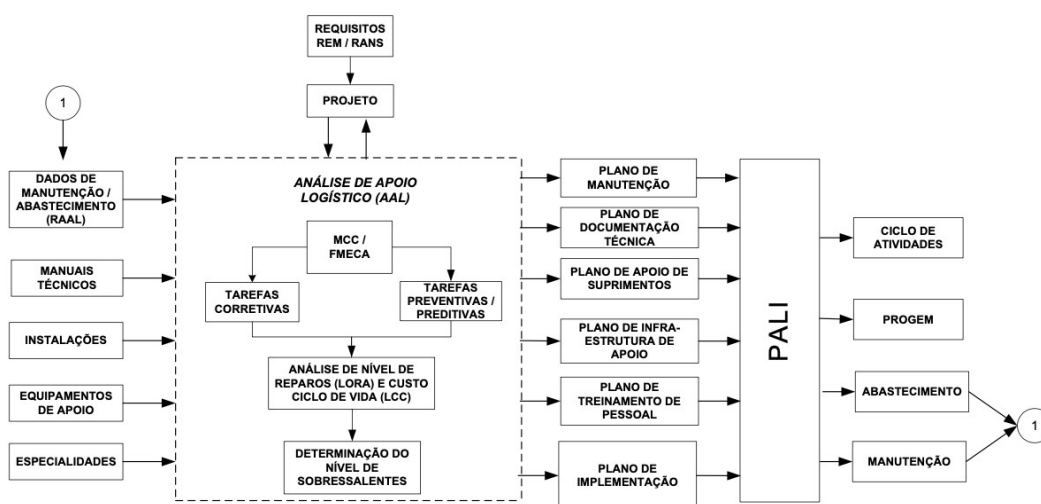 REQUISITOS
REM / RANS
PROJETO
1
DADOS DE
MANUTENÇÃO /
ABASTECIMENTO
(RAAL)
MANUAIS
TÉCNICOS
INSTALAÇÕES
EQUIPAMENTOS
DE APOIO
ESPECIALIDADES
ANÁLISE DE APOIO
LOGÍSTICO (AAL)
MCC /
FMECA
TAREFAS
CORRETIVAS
TAREFAS
PREVENTIVAS /
PREDITIVAS
ANÁLISE DE NÍVEL DE
REPAROS (LORA) E CUSTO
CICLO DE VIDA (LCC)
DETERMINAÇÃO DO
NÍVEL DE
SOBRESSALENTES
PLANO DE
MANUTENÇÃO
PLANO DE
DOCUMENTAÇÃO
TÉCNICA
PLANO DE APOIO DE
SUPRIMENTOS
PLANO DE INFRA-
ESTRUTURA DE
APOIO
PLANO DE
TREINAMENTO DE
PESSOAL
PLANO DE
IMPLEMENTAÇÃO
PALI
CICLO DE
ATIVIDADES
PROGEM
ABASTECIMENTO
MANUTENÇÃO
1